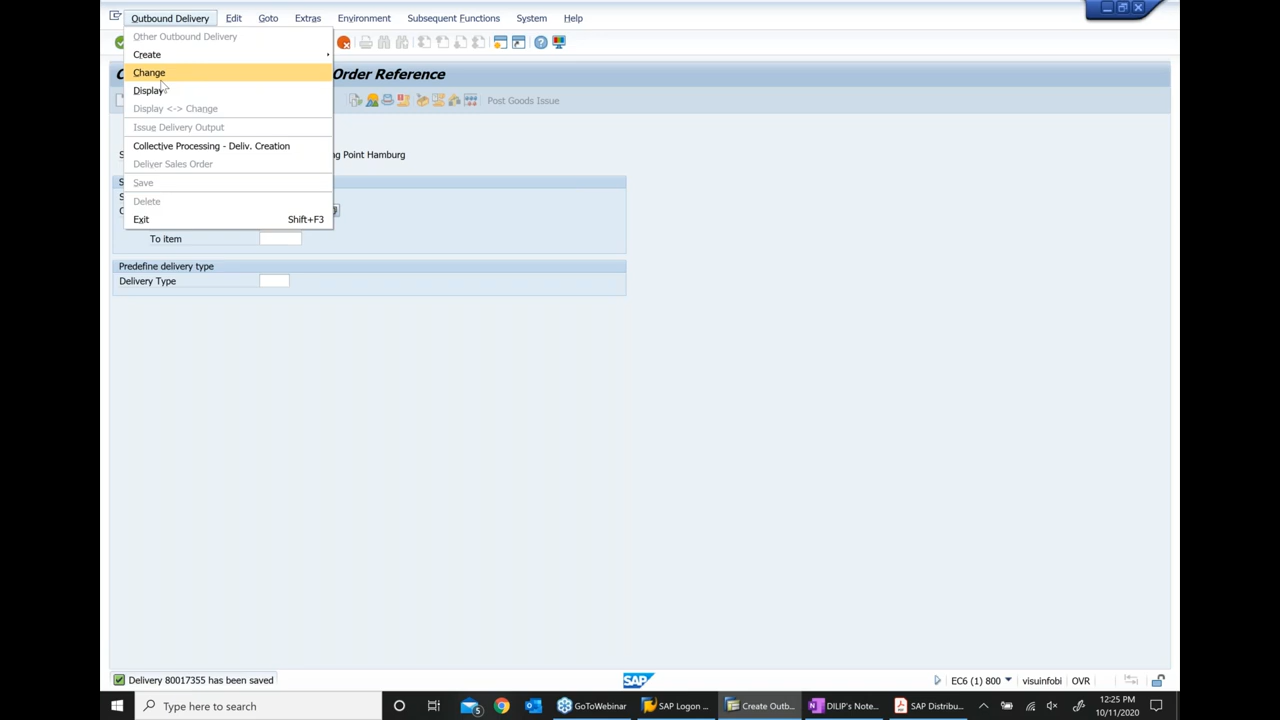 Outbound Delivery Edit Goto Extras Environment Subsequent Functions System Help
Other Outbound Delivery
Create
Change
Display
Display <-> Change
Issue Delivery Output
Collective Processing - Deliv. Creation
Deliver Sales Order
Save
Delete
Exit Shift+F3
Order Reference
Post Goods Issue
Point Hamburg
To item
Predefine delivery type
Delivery Type
Delivery 80017355 has been saved
SAP
EC6 (1) 800 visuinfobi OVR
Type here to search
5
GoToWebinar
SAP Logon ...
Create Outb...
DILIP's Note...
SAP Distribu...
12:25 PM
10/11/2020